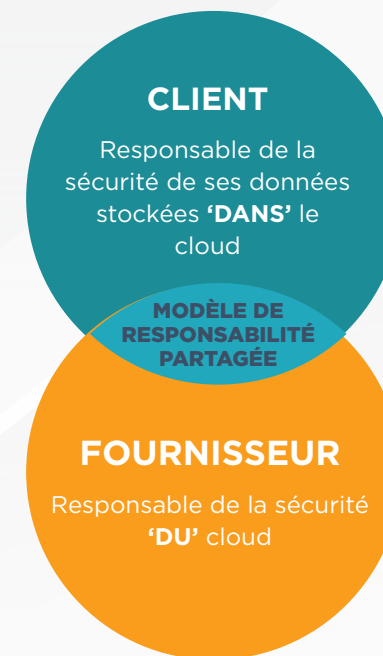 CLIENT
Responsable de la
sécurité de ses données
stockées ‘DANS’ le
cloud
MODÈLE DE
RESPONSABILITÉ
PARTAGÉE
FOURNISSEUR
Responsable de la sécurité
‘DU’ cloud